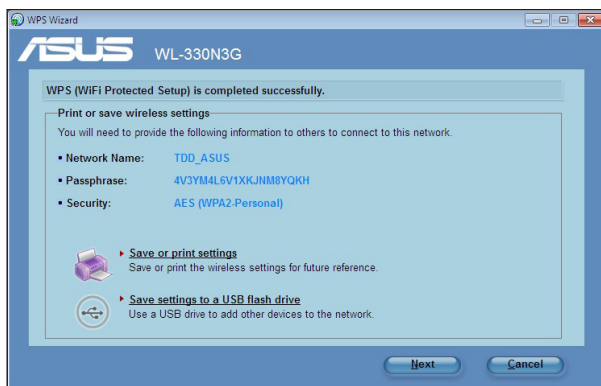 WPS Wizard
ASUS WL-330N3G
WPS (WiFi Protected Setup) is completed successfully.
Print or save wireless settings
You will need to provide the following information to others to connect to this network.
▪ Network Name: TDD_ASUS
▪ Passphrase: 4V3YM4L6V1XKJNM8YQKH
▪ Security: AES (WPA2-Personal)
Save or print settings
Save or print the wireless settings for future reference.
Save settings to a USB flash drive
Use a USB drive to add other devices to the network.
Next Cancel